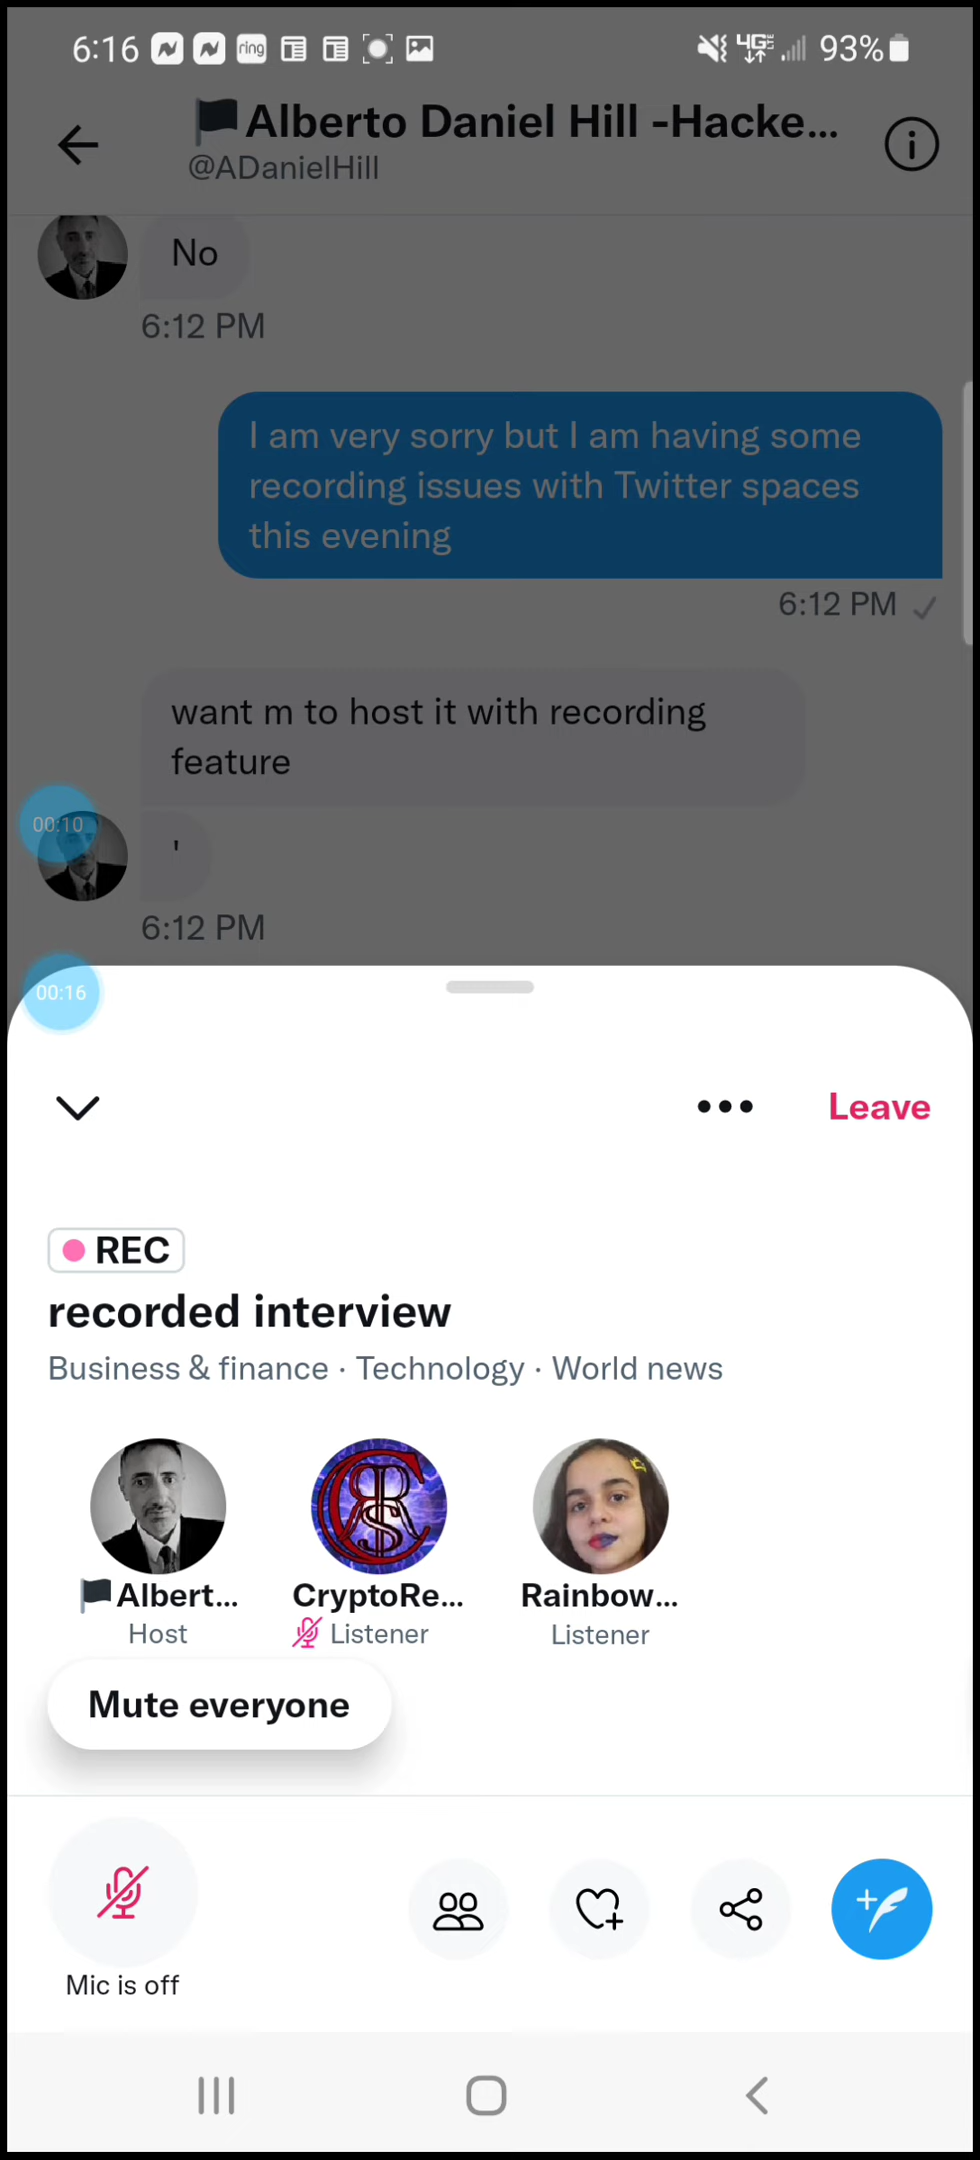 6:16 ring 4G LTE 93%
Alberto Daniel Hill -Hacke...
@ADanielHill
No
6:12 PM
I am very sorry but I am having some
recording issues with Twitter spaces
this evening
6:12 PM
want m to host it with recording
feature
00:10
'
6:12 PM
00:16
Leave
REC
recorded interview
Business & finance · Technology · World news
Albert... CryptoRe... Rainbow...
Host Listener Listener
Mute everyone
Mic is off